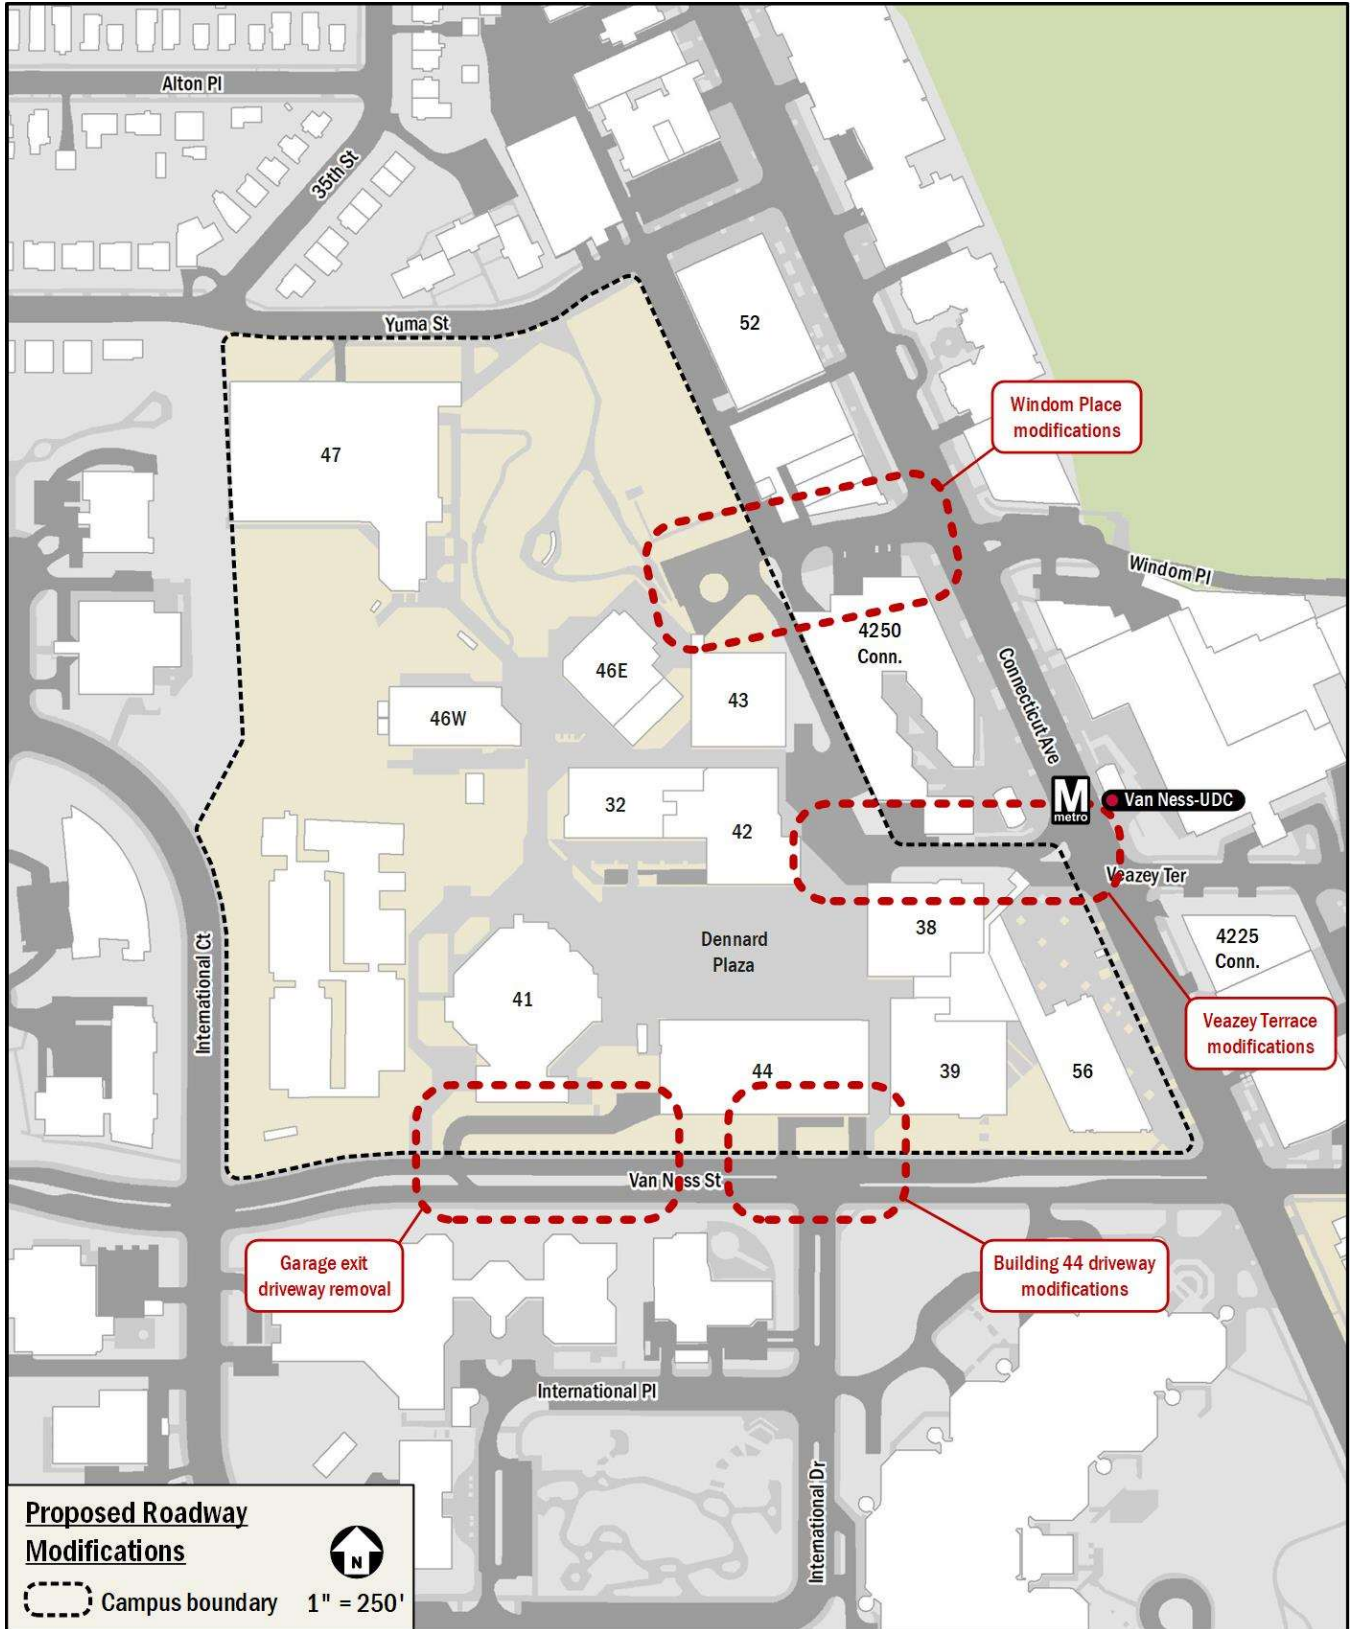 Alton Pl
35th St
Yuma St
52
Windom Place
modifications
47
Windom Pl
4250
Conn.
46E
43
46W
Connecticut Ave
M
metro
Van Ness-UDC
32
42
Veazey Ter
38
4225
Conn.
Dennard
Plaza
International Ct
41
Veazey Terrace
modifications
44
39
56
Van Ness St
Garage exit
driveway removal
Building 44 driveway
modifications
International Pl
International Dr
Proposed Roadway
Modifications
N
Campus boundary
1" = 250'